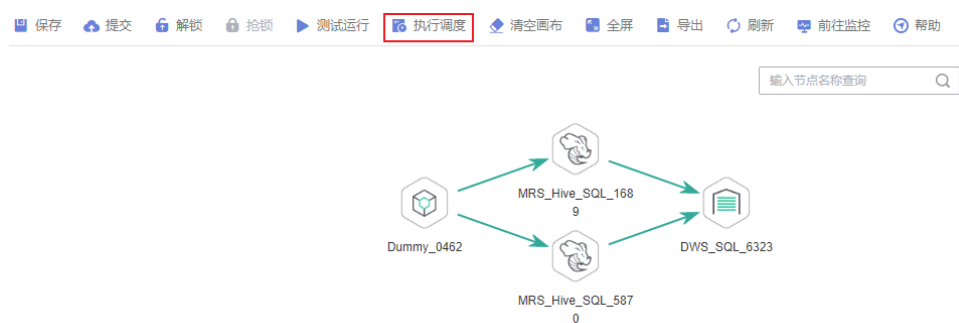 保存 提交 解锁 抢锁 测试运行 执行调度 清空画布 全屏 导出 刷新 前往监控 帮助
输入节点名称查询
MRS_Hive_SQL_168
9
Dummy_0462
DWS_SQL_6323
MRS_Hive_SQL_587
0